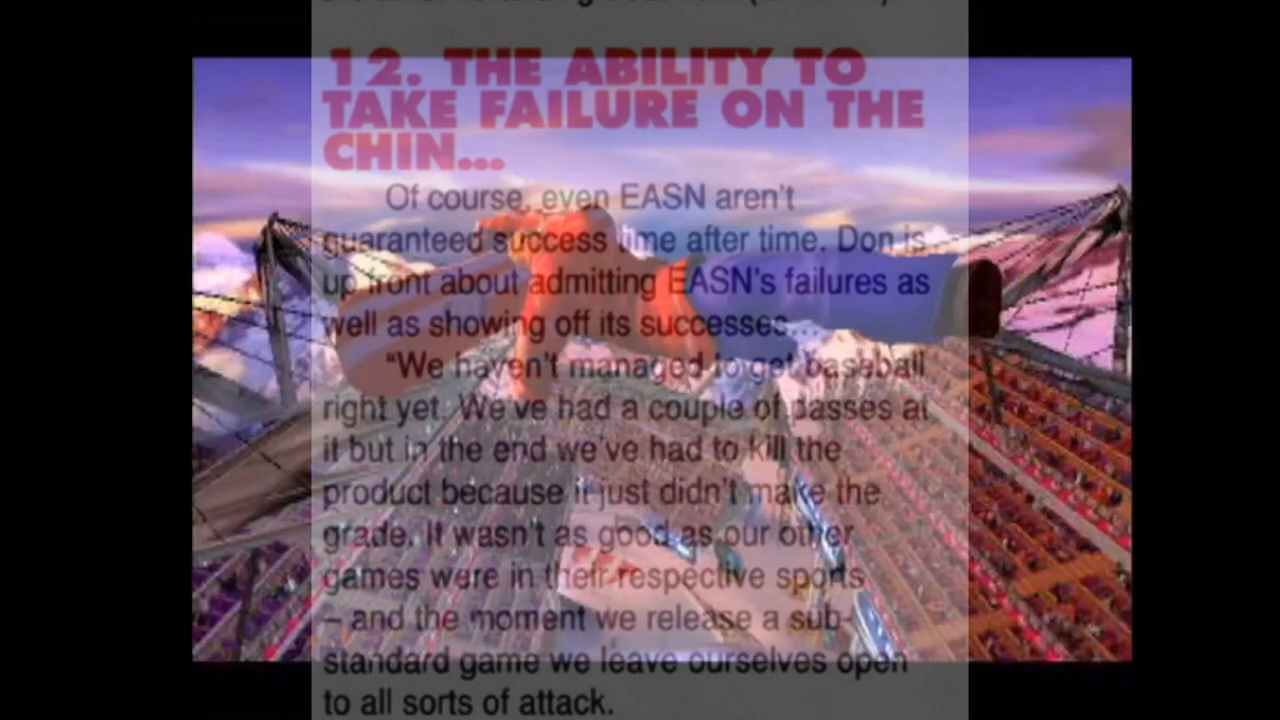 12. THE ABILITY TO
TAKE FAILURE ON THE
CHIN...
Of course, even EASN aren't
guaranteed success time after time. Don is
up front about admitting EASN's failures as
well as showing off its successes...
“We haven't managed to get baseball
right yet. We've had a couple of passes at
it but in the end we've had to kill the
product because it just didn't make the
grade. It wasn't as good as our other
games were in their respective sports
– and the moment we release a sub-
standard game we leave ourselves open
to all sorts of attack.